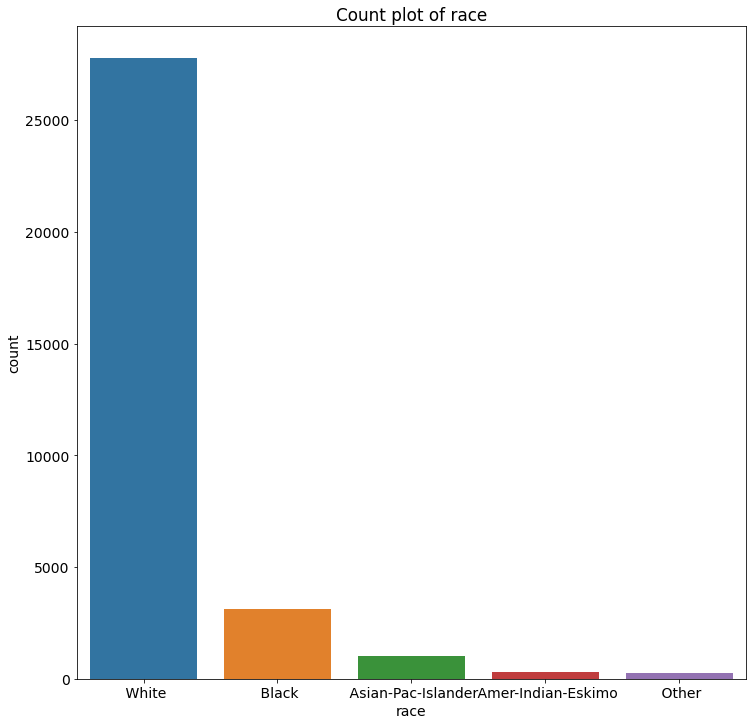 Count plot of race
count
25000
20000
15000
10000
5000
0
White Black Asian-Pac-Islander Amer-Indian-Eskimo Other
race